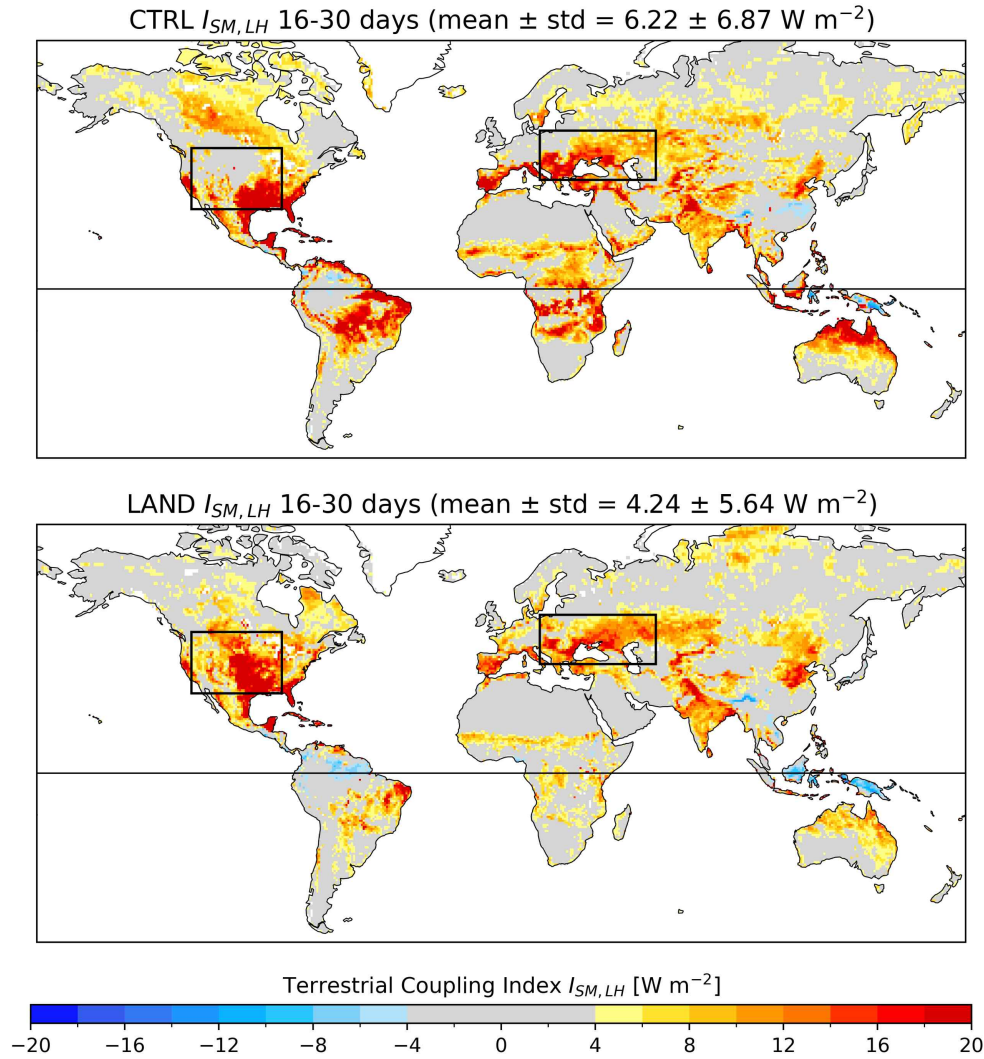 CTRL I_SM,LH 16-30 days (mean ± std = 6.22 ± 6.87 W m⁻²)
LAND I_SM,LH 16-30 days (mean ± std = 4.24 ± 5.64 W m⁻²)
Terrestrial Coupling Index I_SM,LH [W m⁻²]
−20 −16 −12 −8 −4 0 4 8 12 16 20